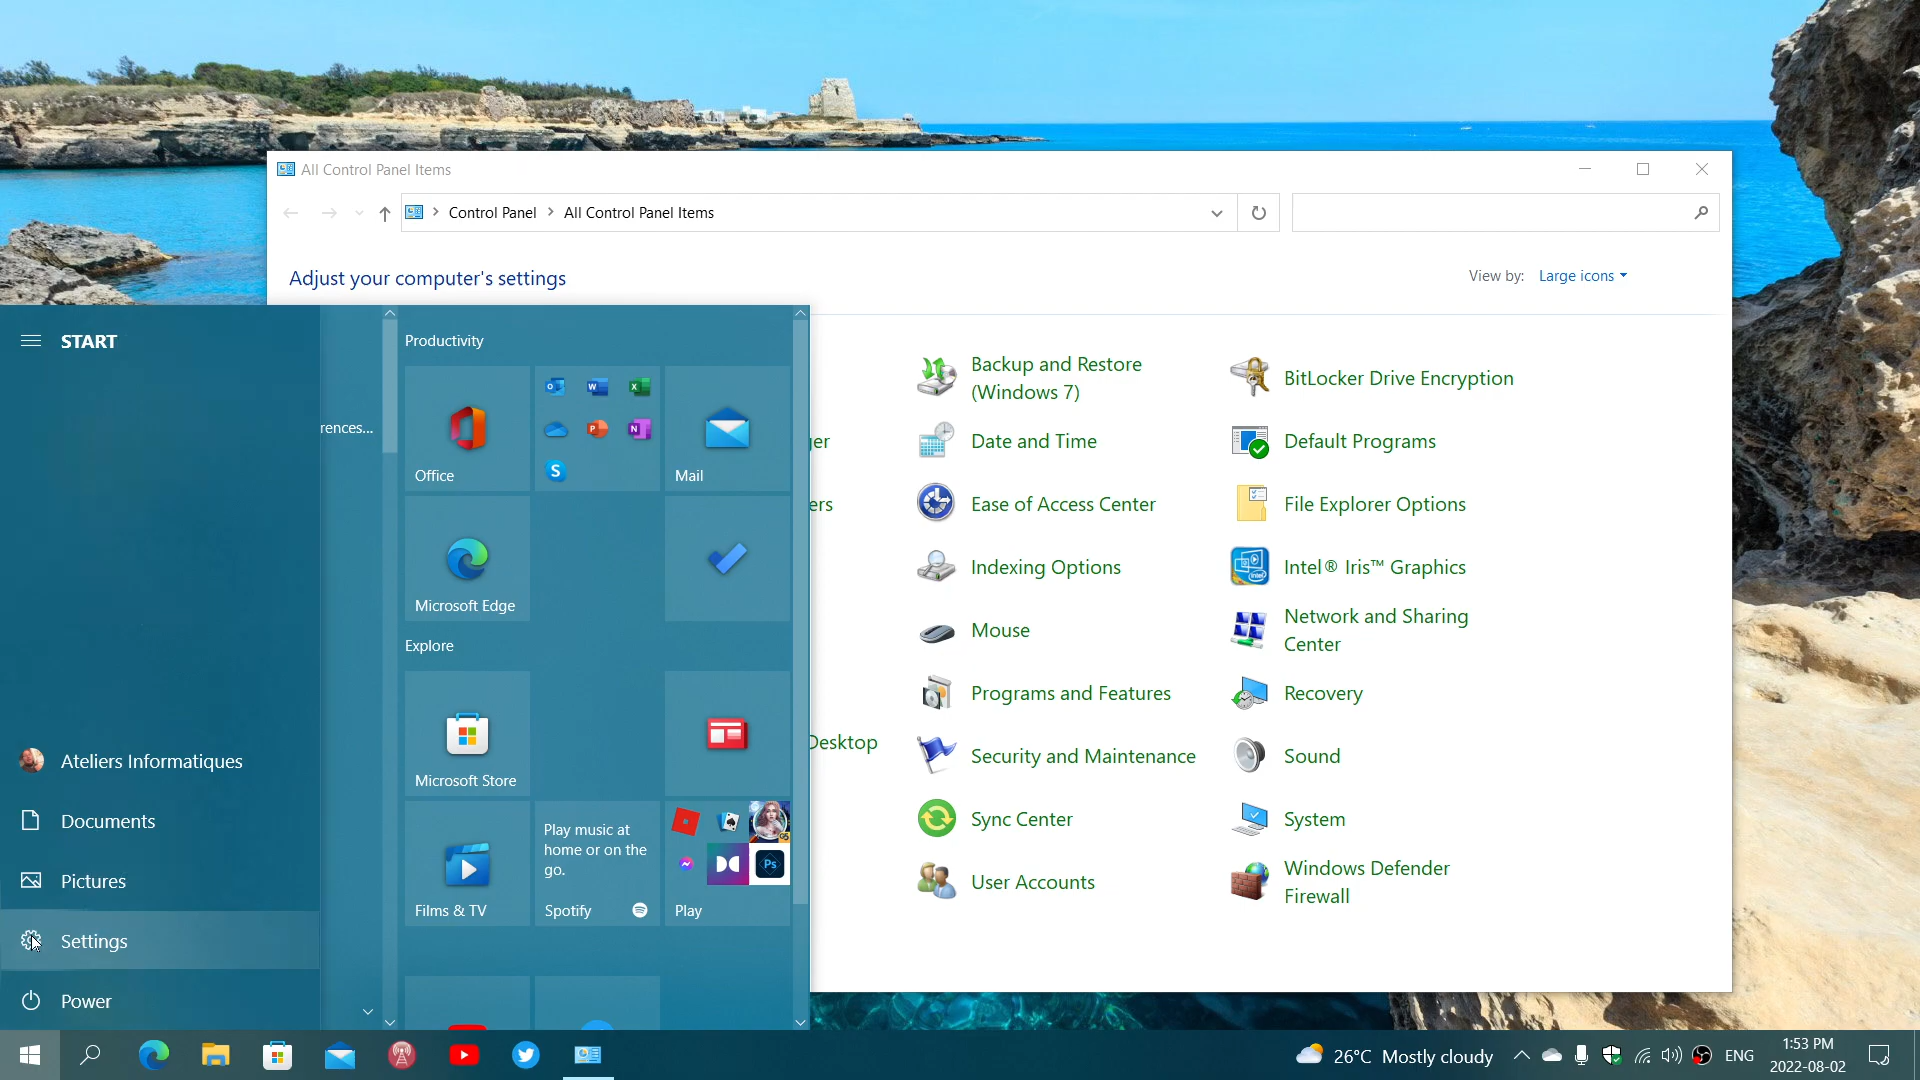 All Control Panel Items
Control Panel
All Control Panel Items
Adjust your computer's settings
View by: Large icons
START
rences...
Productivity
Office
Mail
Microsoft Edge
Explore
Microsoft Store
Films & TV
Play music at
home or on the
go.
Spotify
Ps
Play
Ateliers Informatiques
Documents
Pictures
Settings
Power
ger
ers
Desktop
Backup and Restore
(Windows 7)
BitLocker Drive Encryption
Date and Time
Default Programs
Ease of Access Center
File Explorer Options
Indexing Options
Intel® Iris™ Graphics
Mouse
Network and Sharing
Center
Programs and Features
Recovery
Security and Maintenance
Sound
Sync Center
System
User Accounts
Windows Defender
Firewall
26°C Mostly cloudy
ENG
1:53 PM
2022-08-02